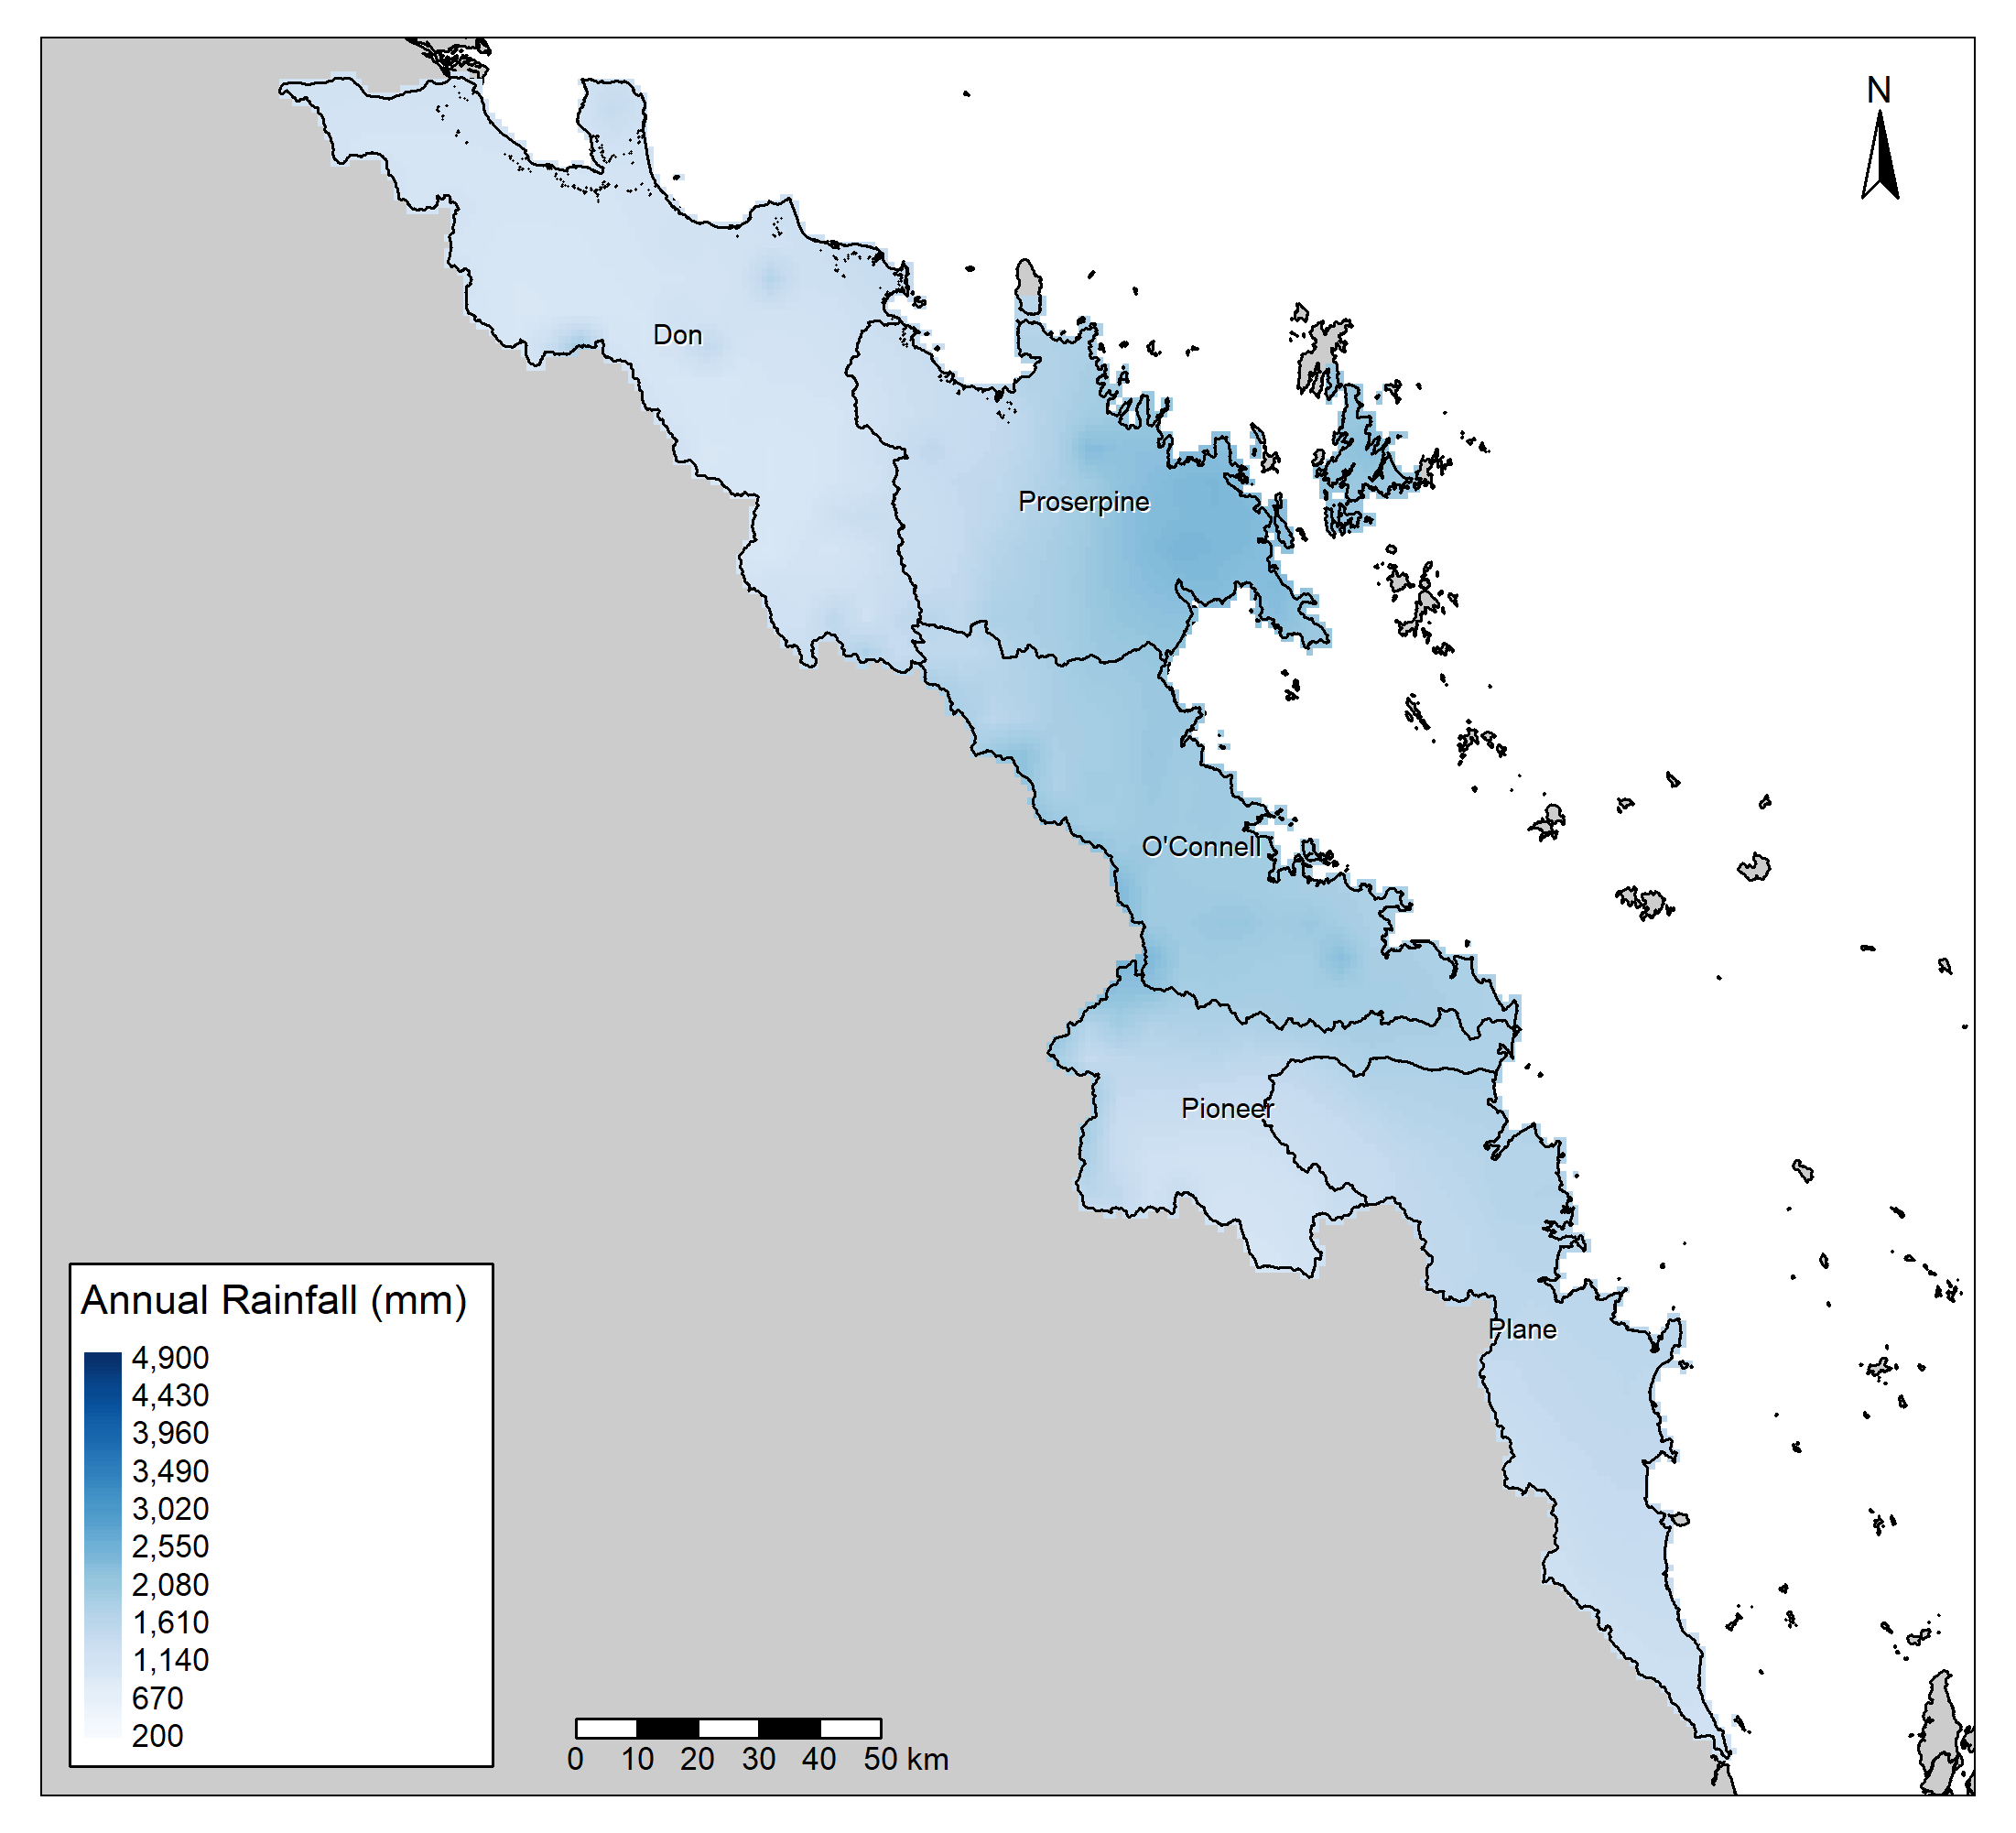 N
Don
Proserpine
O'Connell
Pioneer
Plane
Annual Rainfall (mm)
4,900
4,430
3,960
3,490
3,020
2,550
2,080
1,610
1,140
670
200
0 10 20 30 40 50 km